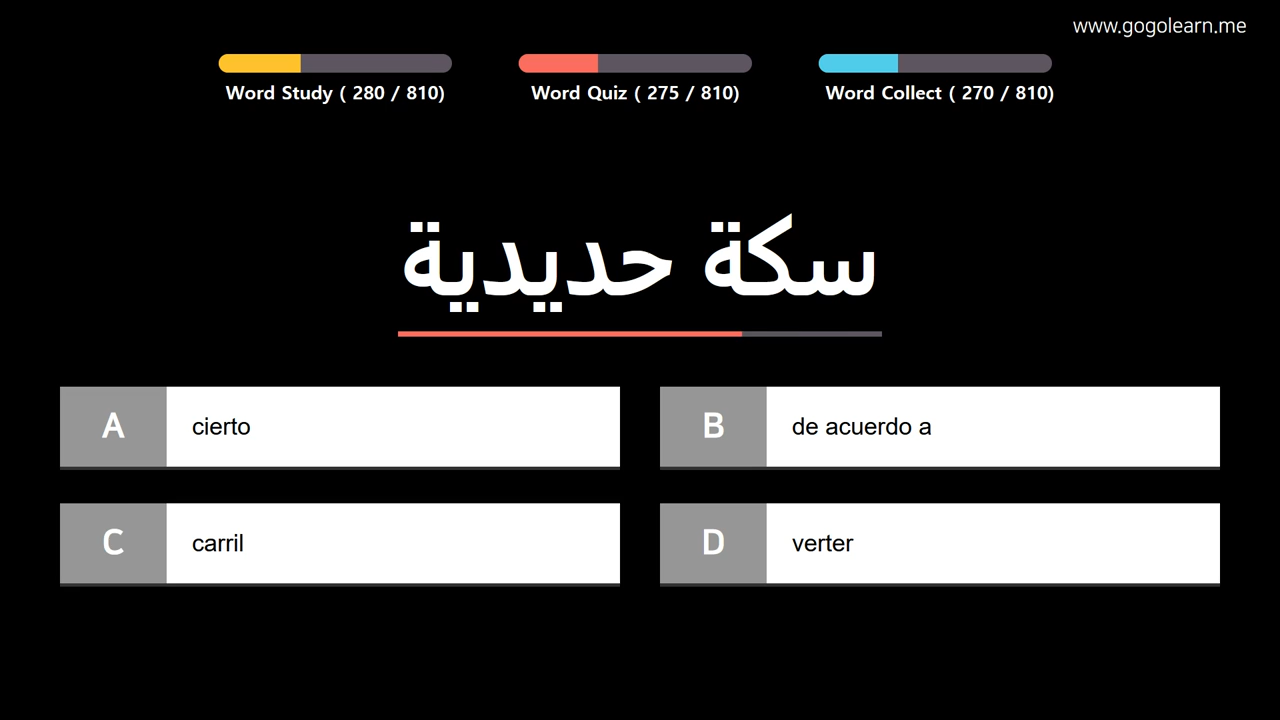 www.gogolearn.me
Word Study ( 280 / 810)
Word Quiz ( 275 / 810)
Word Collect ( 270 / 810)
سكة حديدية
A cierto
B de acuerdo a
C carril
D verter